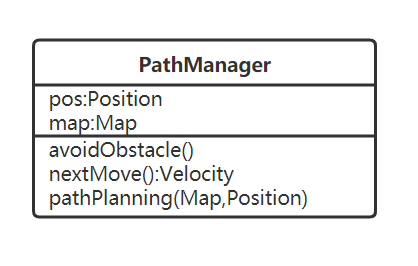 PathManager
pos:Position
map:Map
avoidObstacle()
nextMove():Velocity
pathPlanning(Map,Position)